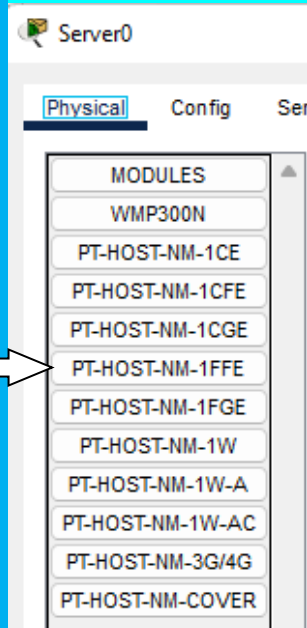 Server0
Physical Config Ser
MODULES
WMP300N
PT-HOST-NM-1CE
PT-HOST-NM-1CFE
PT-HOST-NM-1CGE
PT-HOST-NM-1FFE
PT-HOST-NM-1FGE
PT-HOST-NM-1W
PT-HOST-NM-1W-A
PT-HOST-NM-1W-AC
PT-HOST-NM-3G/4G
PT-HOST-NM-COVER